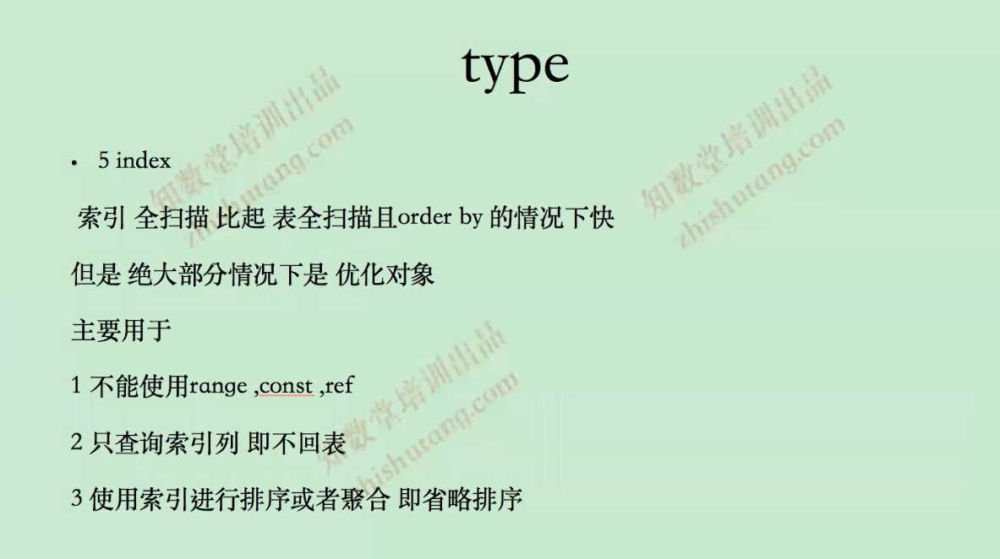 type
• 5 index
索引 全扫描 比起 表全扫描且order by 的情况下快
但是 绝大部分情况下是 优化对象
主要用于
1 不能使用range ,const ,ref
2 只查询索引列 即不回表
3 使用索引进行排序或者聚合 即省略排序
知数堂培训出品
zhishutang.com
知数堂培训出品
zhishutang.com
知数堂培训出品
zhishutang.com